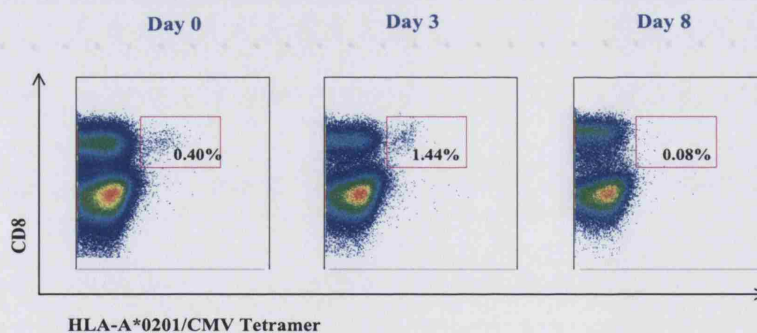 Day 0 Day 3 Day 8
0.40% 1.44% 0.08%
CD8
HLA-A*0201/CMV Tetramer